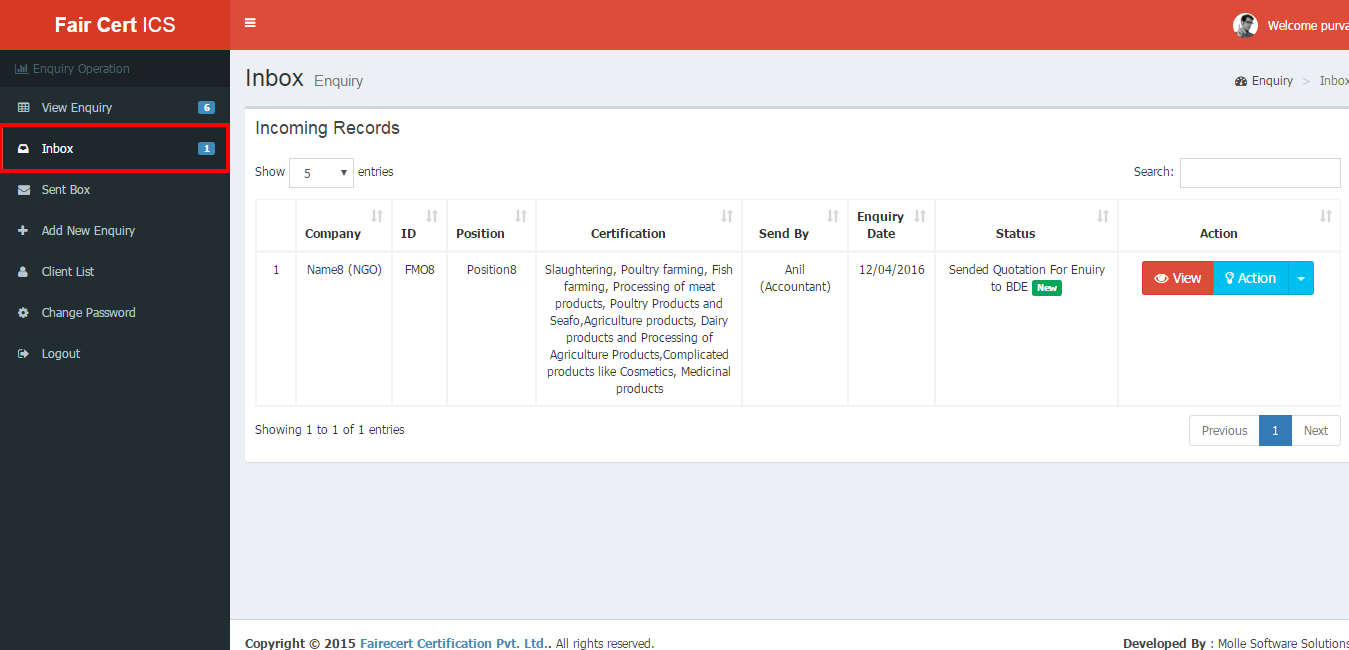 Fair Cert ICS
Welcome purva
Enquiry Operation
View Enquiry 6
Inbox 1
Sent Box
Add New Enquiry
Client List
Change Password
Logout
Inbox Enquiry
Enquiry > Inbox
Incoming Records
Show 5 entries
Search:
Company ID Position Certification Send By Enquiry Date Status Action
1 Name8 (NGO) FMO8 Position8 Slaughtering, Poultry farming, Fish
farming, Processing of meat
products, Poultry Products and
Seafo,Agriculture products, Dairy
products and Processing of
Agriculture Products,Complicated
products like Cosmetics, Medicinal
products
Anil
(Accountant)
12/04/2016
Sended Quotation For Enuiry
to BDE New
View Action
Showing 1 to 1 of 1 entries
Previous 1 Next
Copyright © 2015 Fairecert Certification Pvt. Ltd.. All rights reserved.
Developed By : Molle Software Solutions